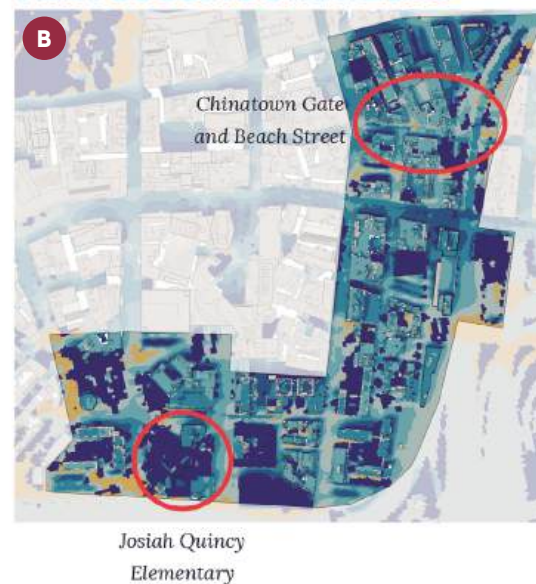 B
Chinatown Gate
and Beach Street
Josiah Quincy
Elementary